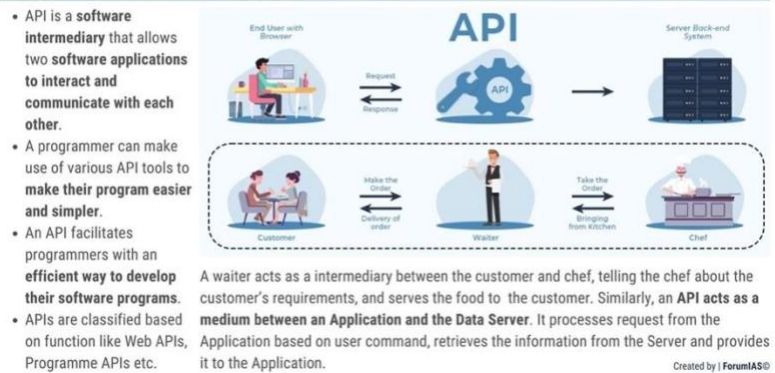 • API is a software
intermediary that allows
two software applications
to interact and
communicate with each
other.
• A programmer can make
use of various API tools to
make their program easier
and simpler.
• An API facilitates
programmers with an
efficient way to develop
their software programs.
• APIs are classified based
on function like Web APIs,
Programme APIs etc.
End User with
Browser
API
Server Back-end
System
Request
Response
API
Make the
Order
Delivery of
order
Take the
Order
Bringing
from Kitchen
Customer
Waiter
Chef
A waiter acts as a intermediary between the customer and chef, telling the chef about the
customer's requirements, and serves the food to the customer. Similarly, an API acts as a
medium between an Application and the Data Server. It processes request from the
Application based on user command, retrieves the information from the Server and provides
it to the Application.
Created by | ForumIAS©